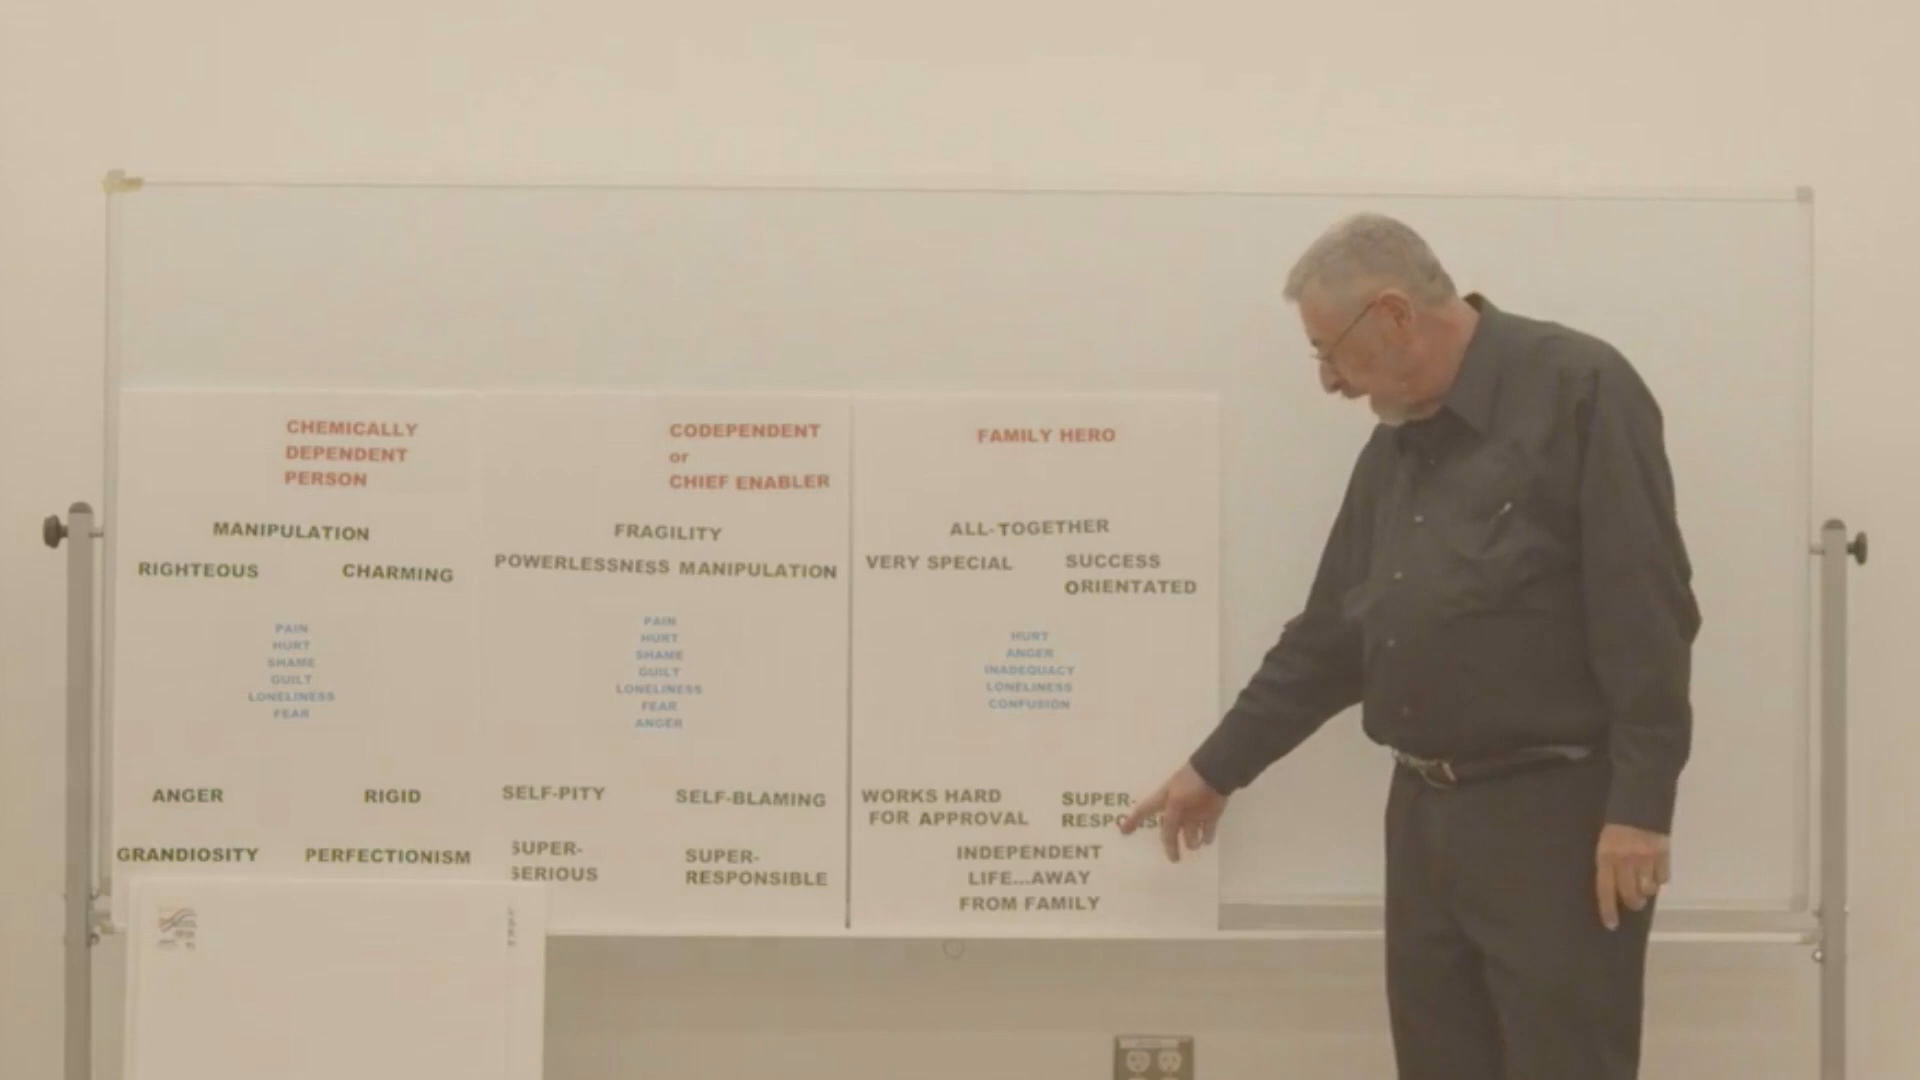 CHEMICALLY
DEPENDENT
PERSON
MANIPULATION
RIGHTEOUS CHARMING
PAIN
HURT
SHAME
GUILT
LONELINESS
FEAR
ANGER RIGID
GRANDIOSITY PERFECTIONISM
CODEPENDENT
or
CHIEF ENABLER
FRAGILITY
POWERLESSNESS MANIPULATION
PAIN
HURT
SHAME
GUILT
LONELINESS
FEAR
ANGER
SELF-PITY SELF-BLAMING
SUPER-
SERIOUS
SUPER-
RESPONSIBLE
FAMILY HERO
ALL-TOGETHER
VERY SPECIAL
SUCCESS
ORIENTATED
HURT
ANGER
INADEQUACY
LONELINESS
CONFUSION
WORKS HARD
FOR APPROVAL
SUPER-
INDEPENDENT
LIFE...AWAY
FROM FAMILY